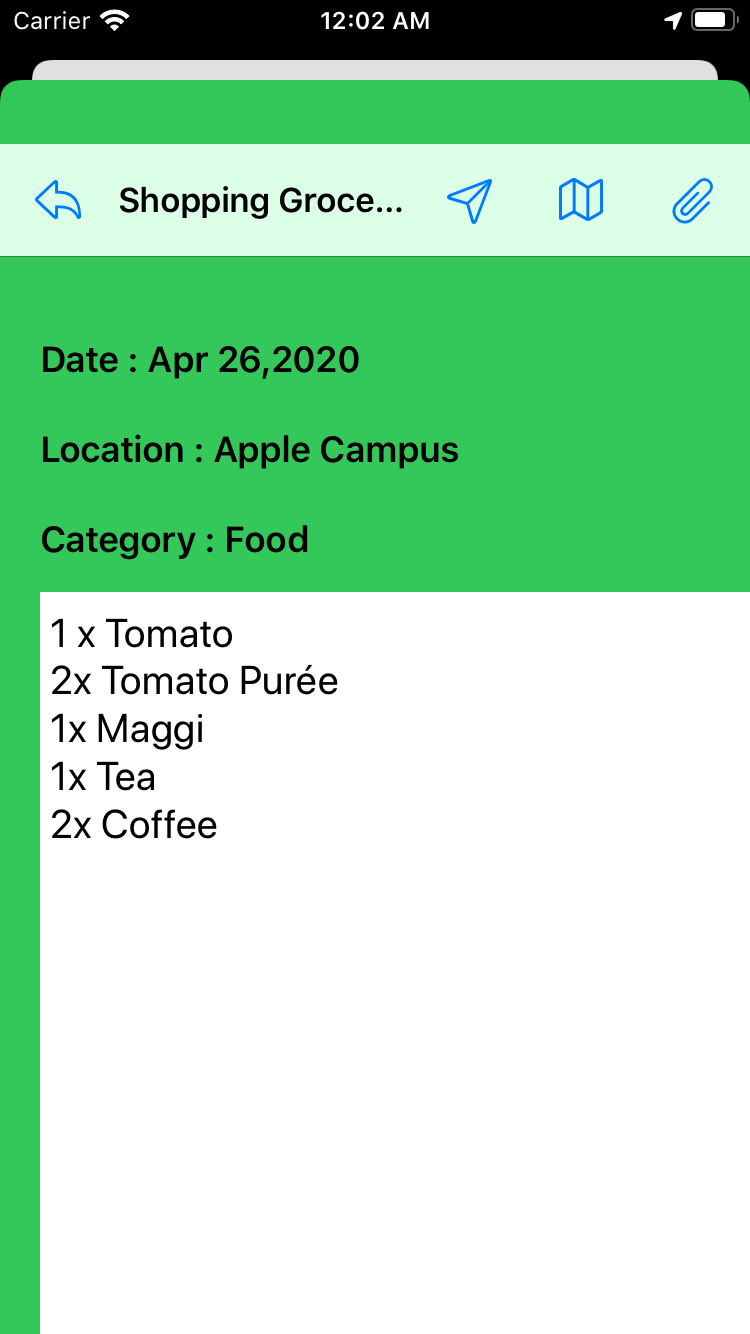 Carrier 12:02 AM
Shopping Groce...
Date : Apr 26,2020
Location : Apple Campus
Category : Food
1 x Tomato
2x Tomato Purée
1x Maggi
1x Tea
2x Coffee